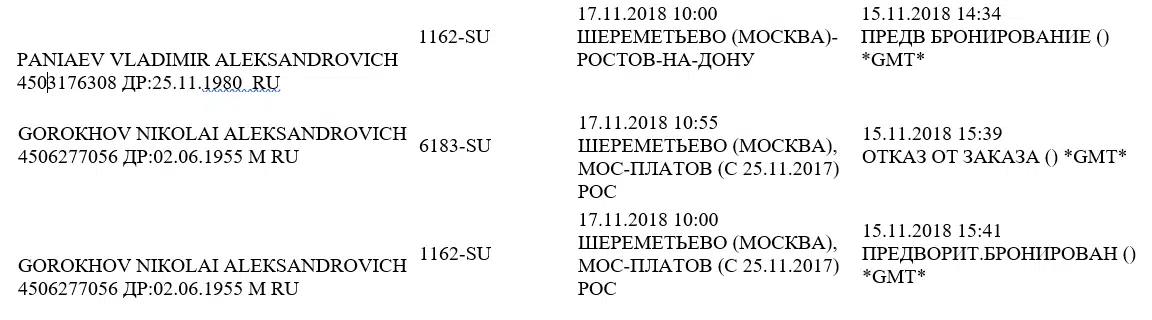 PANIAEV VLADIMIR ALEKSANDROVICH
4503176308 ДР:25.11.1980 RU
1162-SU
17.11.2018 10:00
ШЕРЕМЕТЬЕВО (МОСКВА)-
РОСТОВ-НА-ДОНУ
15.11.2018 14:34
ПРЕДВ БРОНИРОВАНИЕ ()
*GMT*
GOROKHOV NIKOLAI ALEKSANDROVICH
4506277056 ДР:02.06.1955 M RU
6183-SU
17.11.2018 10:55
ШЕРЕМЕТЬЕВО (МОСКВА),
МОС-ПЛАТОВ (С 25.11.2017)
РОС
15.11.2018 15:39
ОТКАЗ ОТ ЗАКАЗА () *GMT*
GOROKHOV NIKOLAI ALEKSANDROVICH
4506277056 ДР:02.06.1955 M RU
1162-SU
17.11.2018 10:00
ШЕРЕМЕТЬЕВО (МОСКВА),
МОС-ПЛАТОВ (С 25.11.2017)
РОС
15.11.2018 15:41
ПРЕДВОРИТ.БРОНИРОВАН ()
*GMT*